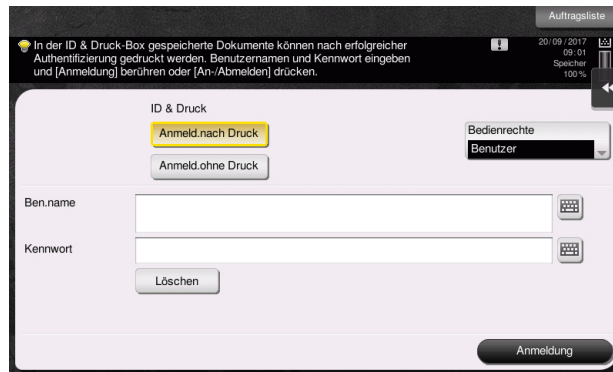 Auftragsliste
In der ID & Druck-Box gespeicherte Dokumente können nach erfolgreicher
Authentifizierung gedruckt werden. Benutzernamen und Kennwort eingeben
und [Anmeldung] berühren oder [An-/Abmelden] drücken.
20/09/2017
09:01
Speicher
100 %
ID & Druck
Anmeld.nach Druck
Bedienrechte
Benutzer
Anmeld.ohne Druck
Ben.name
Kennwort
Löschen
Anmeldung